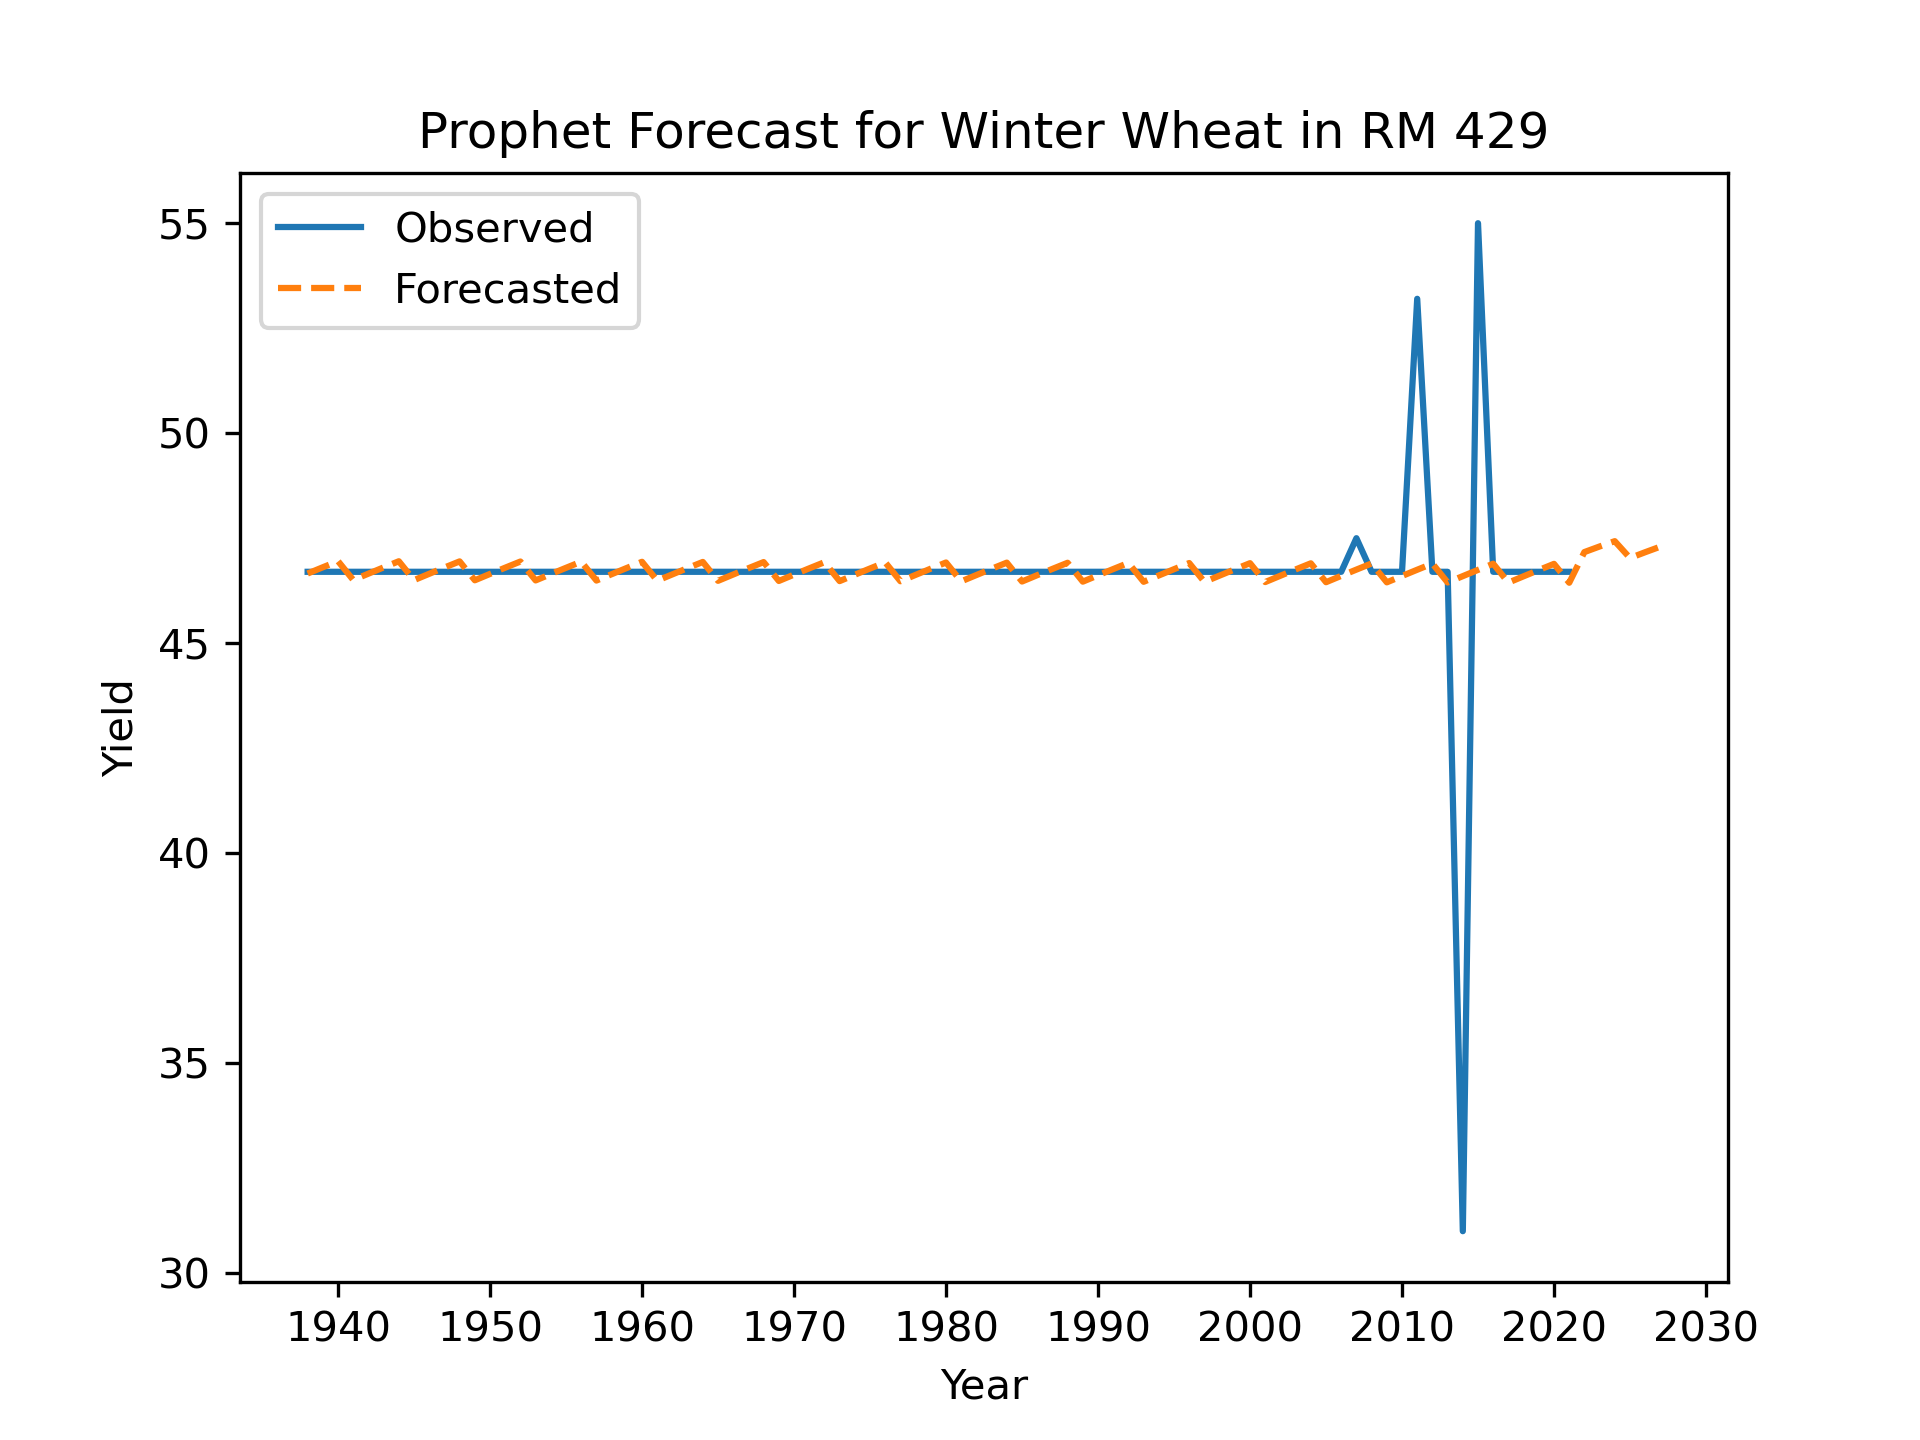 Prophet Forecast for Winter Wheat in RM 429
Observed
Forecasted
55
50
45
40
35
30
Yield
1940 1950 1960 1970 1980 1990 2000 2010 2020 2030
Year